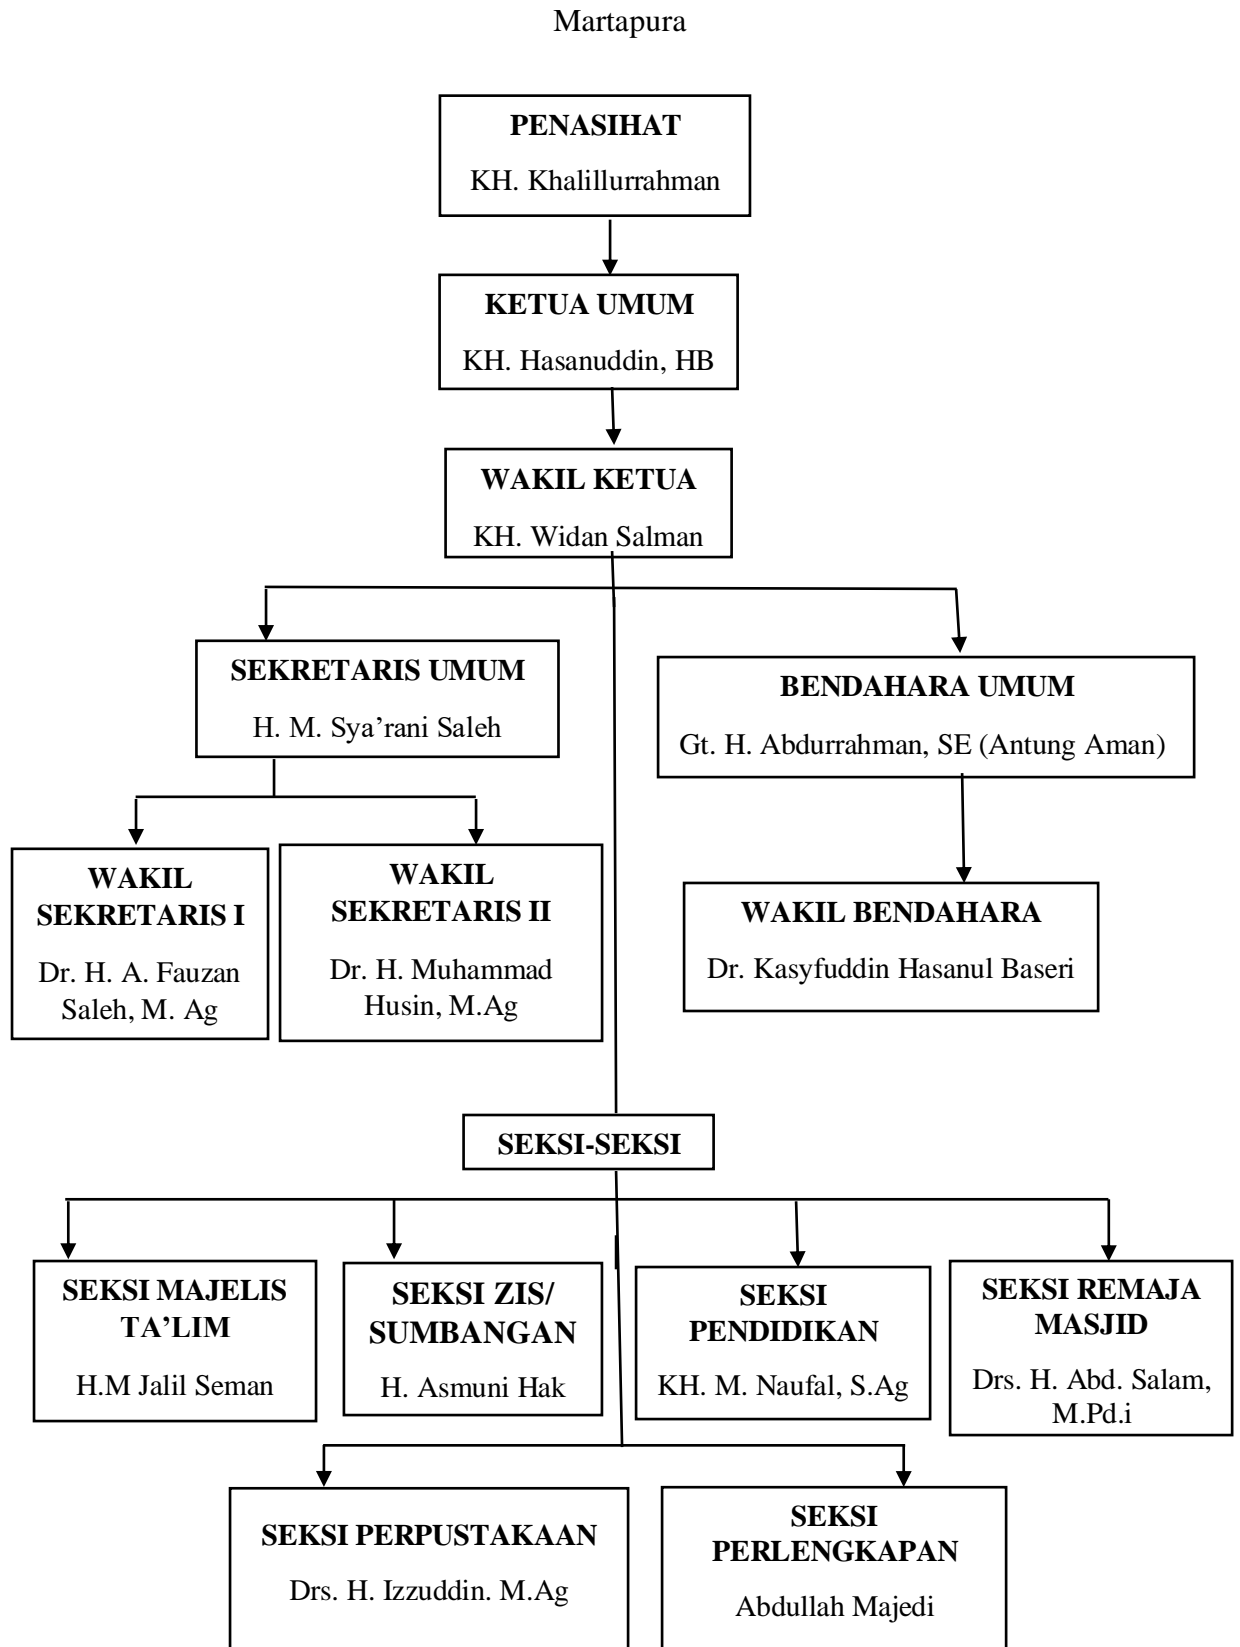 Martapura
PENASIHAT
KH. Khalillurrahman
KETUA UMUM
KH. Hasanuddin, HB
WAKIL KETUA
KH. Widan Salman
SEKRETARIS UMUM
H. M. Sya’rani Saleh
BENDAHARA UMUM
Gt. H. Abdurrahman, SE (Antung Aman)
WAKIL
SEKRETARIS I
Dr. H. A. Fauzan
Saleh, M. Ag
WAKIL
SEKRETARIS II
Dr. H. Muhammad
Husin, M.Ag
WAKIL BENDAHARA
Dr. Kasyfuddin Hasanul Baseri
SEKSI-SEKSI
SEKSI MAJELIS
TA’LIM
H.M Jalil Seman
SEKSI ZIS/
SUMBANGAN
H. Asmuni Hak
SEKSI
PENDIDIKAN
KH. M. Naufal, S.Ag
SEKSI REMAJA
MASJID
Drs. H. Abd. Salam,
M.Pd.i
SEKSI PERPUSTAKAAN
Drs. H. Izzuddin. M.Ag
SEKSI
PERLENGKAPAN
Abdullah Majedi